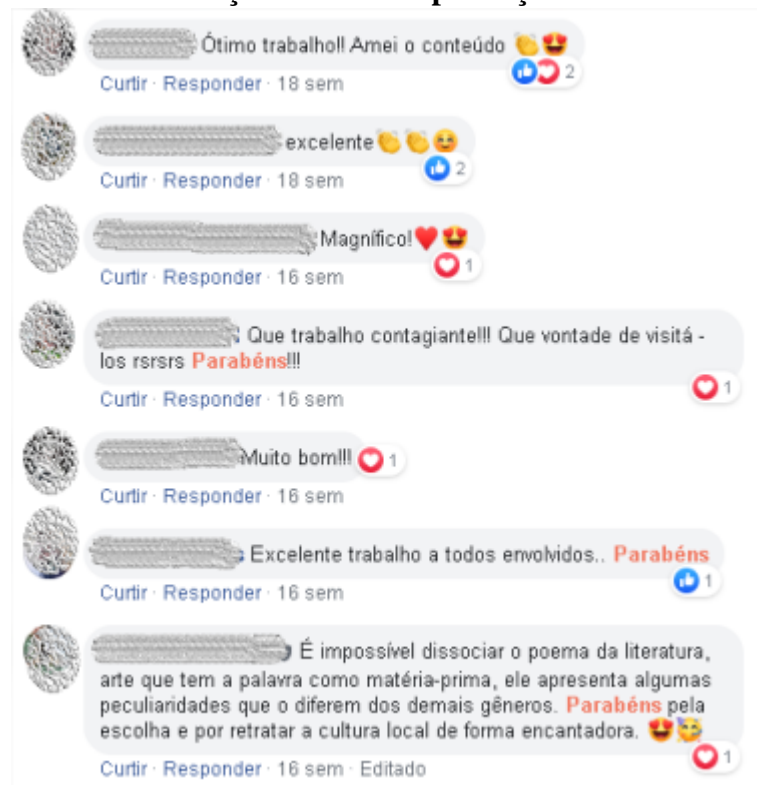 Ótimo trabalho!! Amei o conteúdo 👏😍
2
Curtir · Responder · 18 sem
excelente👏👏😊
2
Curtir · Responder · 18 sem
Magnífico!❤️😍
1
Curtir · Responder · 16 sem
Que trabalho contagiante!!! Que vontade de visitá -
los rsrsrs Parabéns!!!
1
Curtir · Responder · 16 sem
Muito bom!!! 1
Curtir · Responder · 16 sem
Excelente trabalho a todos envolvidos.. Parabéns
1
Curtir · Responder · 16 sem
É impossível dissociar o poema da literatura,
arte que tem a palavra como matéria-prima, ele apresenta algumas
peculiaridades que o diferem dos demais gêneros. Parabéns pela
escolha e por retratar a cultura local de forma encantadora. 😍🥳
1
Curtir · Responder · 16 sem · Editado